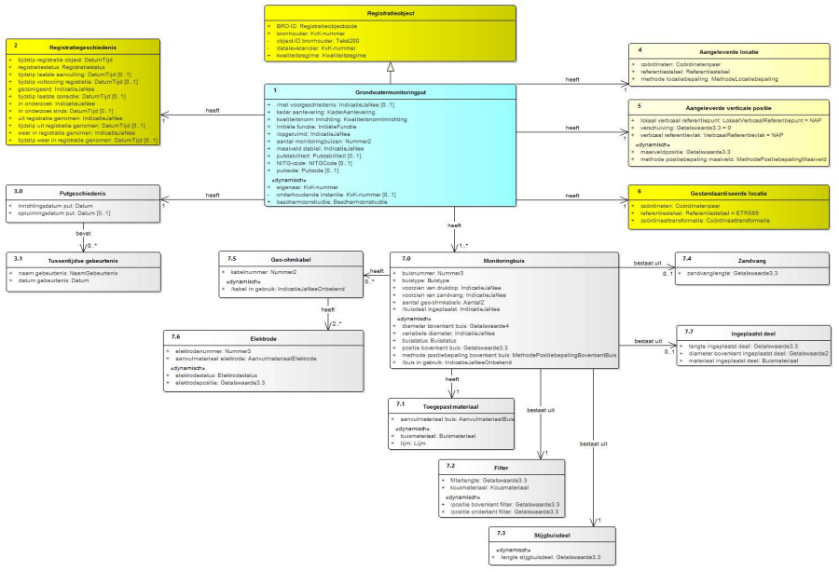 Registratieobject
+ BRO-ID: Registratieobjectcode
+ bronhouder: KvK-nummer
- object-ID bronhouder: Tekst200
- dataleverancier: KvK-nummer
+ kwaliteitsregime: Kwaliteitsregime
2 Registratiegeschiedenis
+ tijdstip registratie object: DatumTijd
+ registratiestatus: Registratiestatus
+ tijdstip laatste aanvulling: DatumTijd [0..1]
+ tijdstip voltooiing registratie: DatumTijd [0..1]
+ gecorrigeerd: IndicatieJaNee
+ tijdstip laatste correctie: DatumTijd [0..1]
+ in onderzoek: IndicatieJaNee
+ in onderzoek sinds: DatumTijd [0..1]
+ uit registratie genomen: IndicatieJaNee
+ tijdstip uit registratie genomen: DatumTijd [0..1]
+ weer in registratie genomen: IndicatieJaNee
+ tijdstip weer in registratie genomen: DatumTijd [0..1]
heeft
1
1 Grondwatermonitoringput
+ /met voorgeschiedenis: IndicatieJaNee [0..1]
+ kader aanlevering: KaderAanlevering
+ kwaliteitsnorm inrichting: KwaliteitsnormInrichting
+ initiële functie: InitiëleFunctie
+ /opgeruimd: IndicatieJaNee
+ aantal monitoringbuizen: Nummer2
+ maaiveld stabiel: IndicatieJaNee
+ putstabiliteit: Putstabiliteit [0..1]
+ NITG-code: NITGCode [0..1]
+ putcode: Putcode [0..1]
«dynamisch»
+ eigenaar: KvK-nummer
- onderhoudende instantie: KvK-nummer [0..1]
+ beschermconstructie: Beschermconstructie
heeft
1
4 Aangeleverde locatie
+ coördinaten: Coördinatenpaar
+ referentiestelsel: Referentiestelsel
+ methode locatiebepaling: MethodeLocatiebepaling
heeft
1
5 Aangeleverde verticale positie
+ lokaal verticaal referentiepunt: LokaalVerticaalReferentiepunt = NAP
+ verschuiving: Getalswaarde3.3 = 0
+ verticaal referentievlak: VerticaalReferentievlak = NAP
«dynamisch»
+ maaiveldpositie: Getalswaarde3.3
+ methode positiebepaling maaiveld: MethodePositiebepalingMaaiveld
heeft
1
6 Gestandaardiseerde locatie
+ coördinaten: Coördinatenpaar
+ referentiestelsel: Referentiestelsel = ETRS89
+ coördinaattransformatie: Coördinaattransformatie
3.0 Putgeschiedenis
+ inrichtingsdatum put: Datum
+ opruimingsdatum put: Datum [0..1]
heeft
1
bevat
0..*
3.1 Tussentijdse gebeurtenis
+ naam gebeurtenis: NaamGebeurtenis
+ datum gebeurtenis: Datum
heeft
1..*
7.5 Geo-ohmkabel
+ kabelnummer: Nummer2
«dynamisch»
+ /kabel in gebruik: IndicatieJaNeeOnbekend
heeft
0..*
heeft
2..*
7.6 Elektrode
+ elektrodenummer: Nummer3
+ aanvulmateriaal elektrode: AanvulmateriaalElektrode
«dynamisch»
+ elektrodestatus: Elektrodestatus
+ elektrodepositie: Getalswaarde3.3
7.0 Monitoringbuis
+ buisnummer: Nummer3
+ buistype: Buistype
+ voorzien van drukdop: IndicatieJaNee
+ voorzien van zandvang: IndicatieJaNee
+ aantal geo-ohmkabels: Aantal2
+ /buisdeel ingeplaatst: IndicatieJaNee
«dynamisch»
+ diameter bovenkant buis: Getalswaarde4
+ variabele diameter: IndicatieJaNee
+ buisstatus: Buisstatus
+ positie bovenkant buis: Getalswaarde3.3
+ methode positiebepaling bovenkant buis: MethodePositiebepalingBovenkantBuis
+ /buis in gebruik: IndicatieJaNeeOnbekend
bestaat uit
0..1
7.4 Zandvang
+ zandvanglengte: Getalswaarde3.3
bestaat uit
0..1
7.7 Ingeplaatst deel
+ lengte ingeplaatst deel: Getalswaarde3.3
+ diameter bovenkant ingeplaatst deel: Getalswaarde2
+ materiaal ingeplaatst deel: Buismateriaal
heeft
1
7.1 Toegepast materiaal
+ aanvulmateriaal buis: AanvulmateriaalBuis
«dynamisch»
+ buismateriaal: Buismateriaal
+ lijm: Lijm
bestaat uit
1
7.2 Filter
+ filterlengte: Getalswaarde3.3
+ kousmateriaal: Kousmateriaal
«dynamisch»
+ /positie bovenkant filter: Getalswaarde3.3
+ /positie onderkant filter: Getalswaarde3.3
bestaat uit
1
7.3 Stijgbuisdeel
«dynamisch»
+ lengte stijgbuisdeel: Getalswaarde3.3